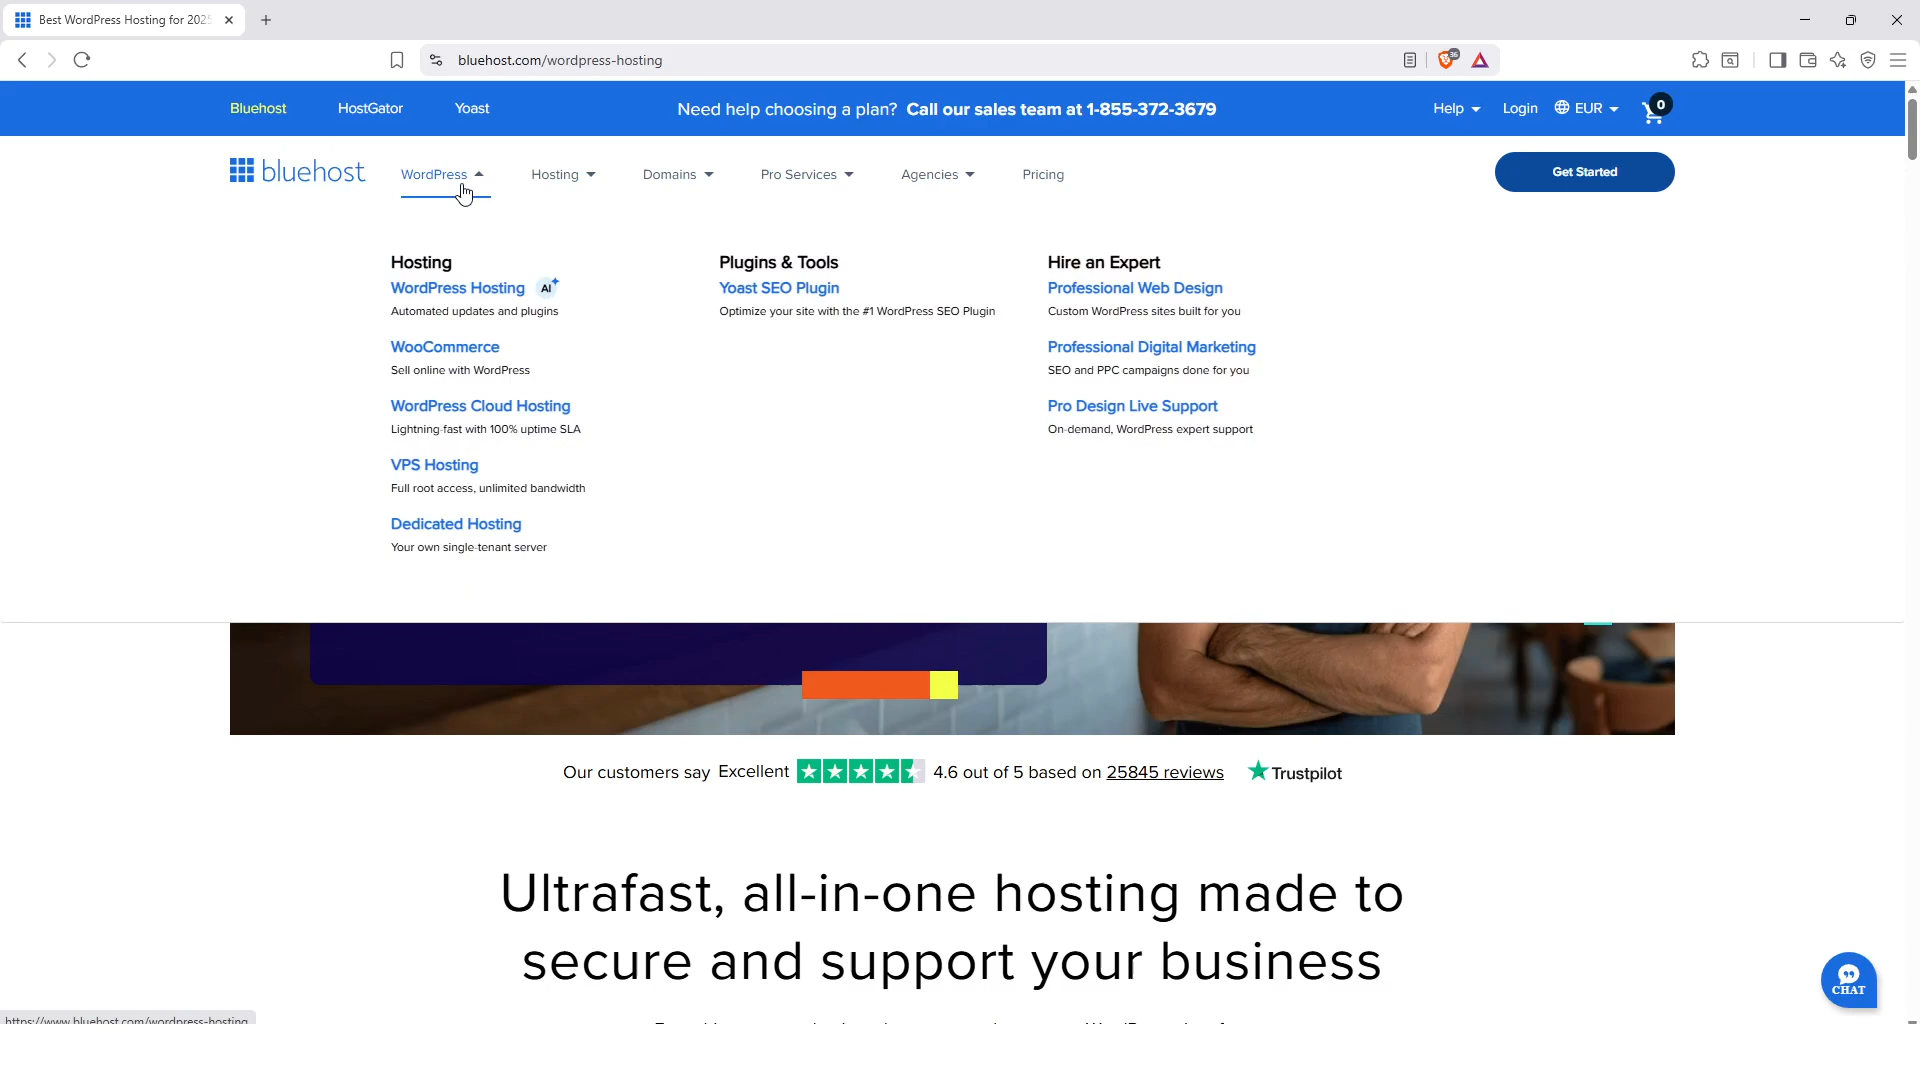 Best WordPress Hosting for 2025
bluehost.com/wordpress-hosting
36
Bluehost
HostGator
Yoast
Need help choosing a plan? Call our sales team at 1-855-372-3679
Help
Login
EUR
0
bluehost
WordPress
Hosting
Domains
Pro Services
Agencies
Pricing
Get Started
Hosting
WordPress Hosting AI
Automated updates and plugins
WooCommerce
Sell online with WordPress
WordPress Cloud Hosting
Lightning-fast with 100% uptime SLA
VPS Hosting
Full root access, unlimited bandwidth
Dedicated Hosting
Your own single-tenant server
Plugins & Tools
Yoast SEO Plugin
Optimize your site with the #1 WordPress SEO Plugin
Hire an Expert
Professional Web Design
Custom WordPress sites built for you
Professional Digital Marketing
SEO and PPC campaigns done for you
Pro Design Live Support
On-demand, WordPress expert support
Our customers say Excellent 4.6 out of 5 based on 25845 reviews Trustpilot
Ultrafast, all-in-one hosting made to
secure and support your business
CHAT
https://www.bluehost.com/wordpress-hosting